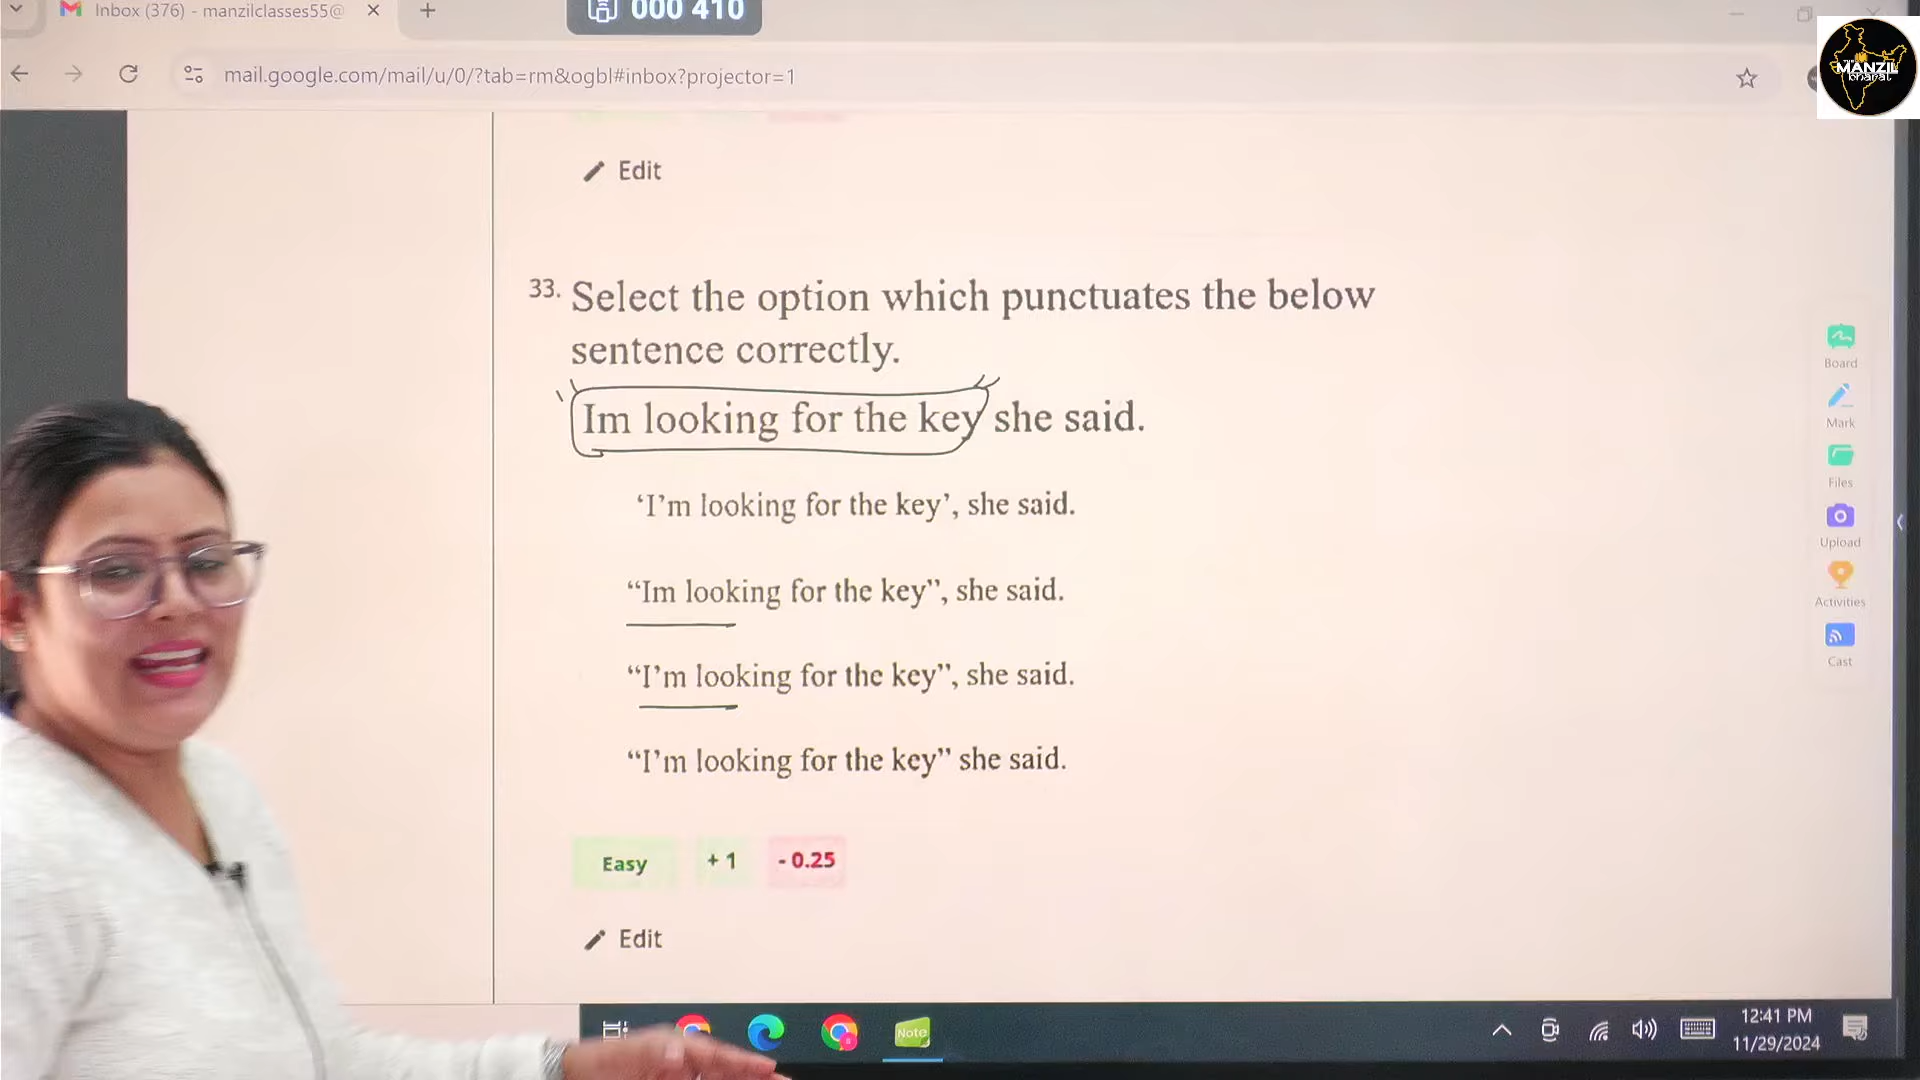 Inbox (376) - manzilclasses55@
000 410
mail.google.com/mail/u/0/?tab=rm&ogbl#inbox?projector=1
MANZIL
bharat
Edit
33. Select the option which punctuates the below
sentence correctly.
Im looking for the key she said.
‘I’m looking for the key’, she said.
“Im looking for the key”, she said.
“I’m looking for the key”, she said.
“I’m looking for the key” she said.
Easy + 1 - 0.25
Edit
Board
Mark
Files
Upload
Activities
Cast
Note
12:41 PM
11/29/2024